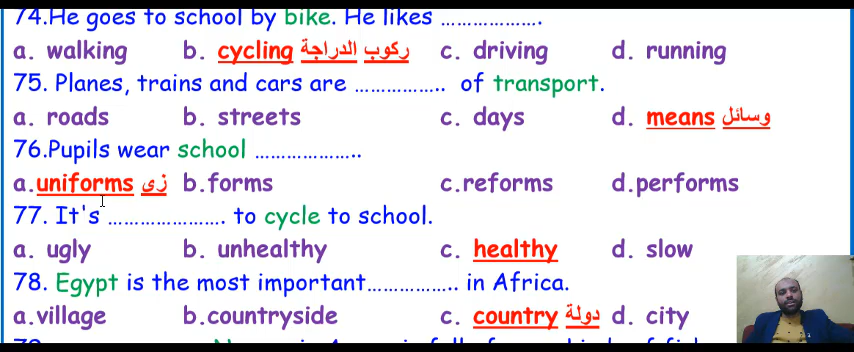 74.He goes to school by bike. He likes ………………….
a. walking b. cycling ركوب الدراجة c. driving d. running
75. Planes, trains and cars are …………….. of transport.
a. roads b. streets c. days d. means وسائل
76.Pupils wear school ………………..
a.uniforms زى b.forms c.reforms d.performs
77. It's …………………. to cycle to school.
a. ugly b. unhealthy c. healthy d. slow
78. Egypt is the most important…………….. in Africa.
a.village b.countryside c. country دولة d. city